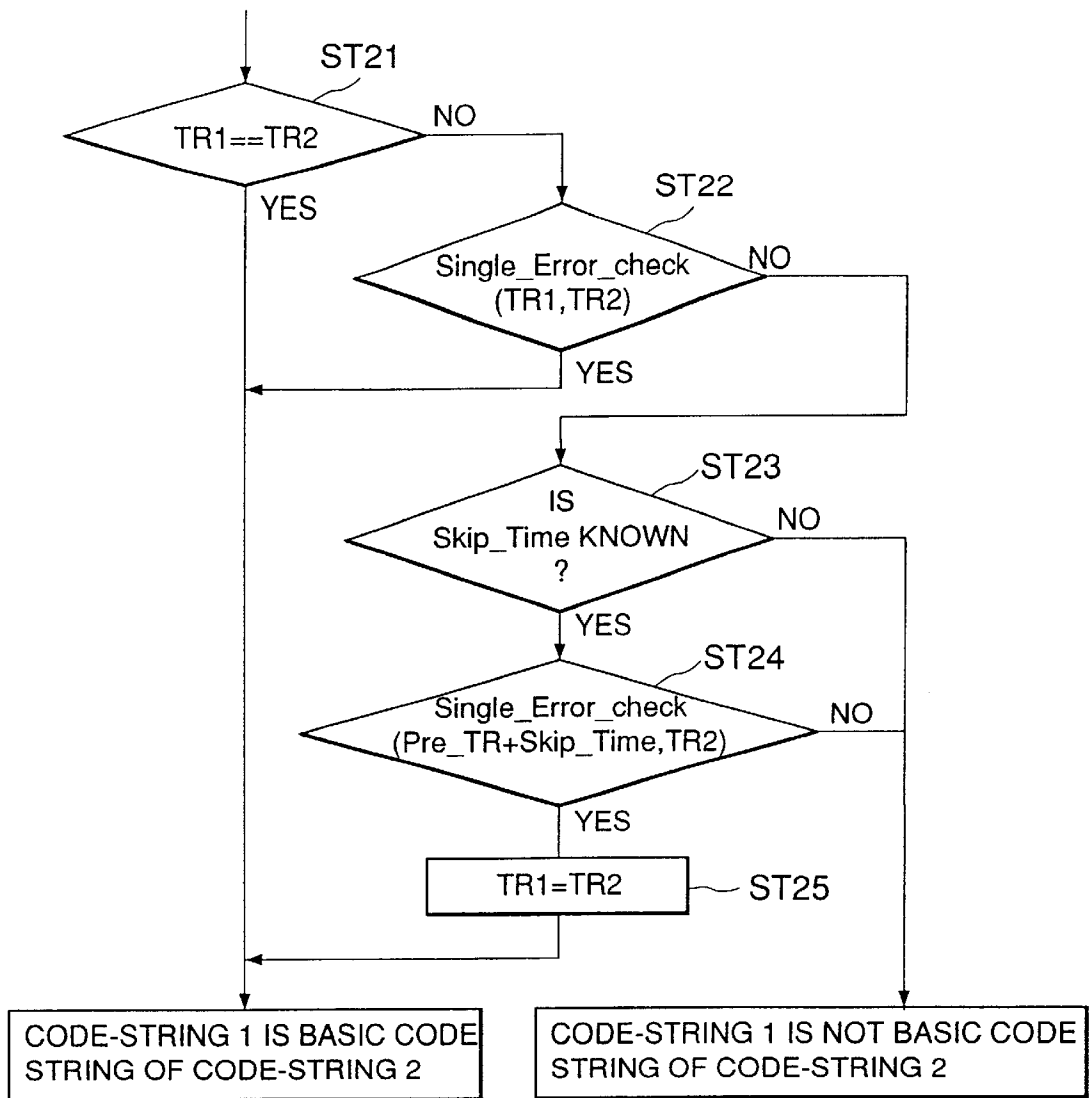 ST21
TR1==TR2
NO
YES
ST22
Single_Error_check
(TR1,TR2)
NO
YES
ST23
IS
Skip_Time KNOWN
?
NO
YES
ST24
Single_Error_check
(Pre_TR+Skip_Time,TR2)
NO
YES
TR1=TR2
ST25
CODE-STRING 1 IS BASIC CODE
STRING OF CODE-STRING 2
CODE-STRING 1 IS NOT BASIC CODE
STRING OF CODE-STRING 2